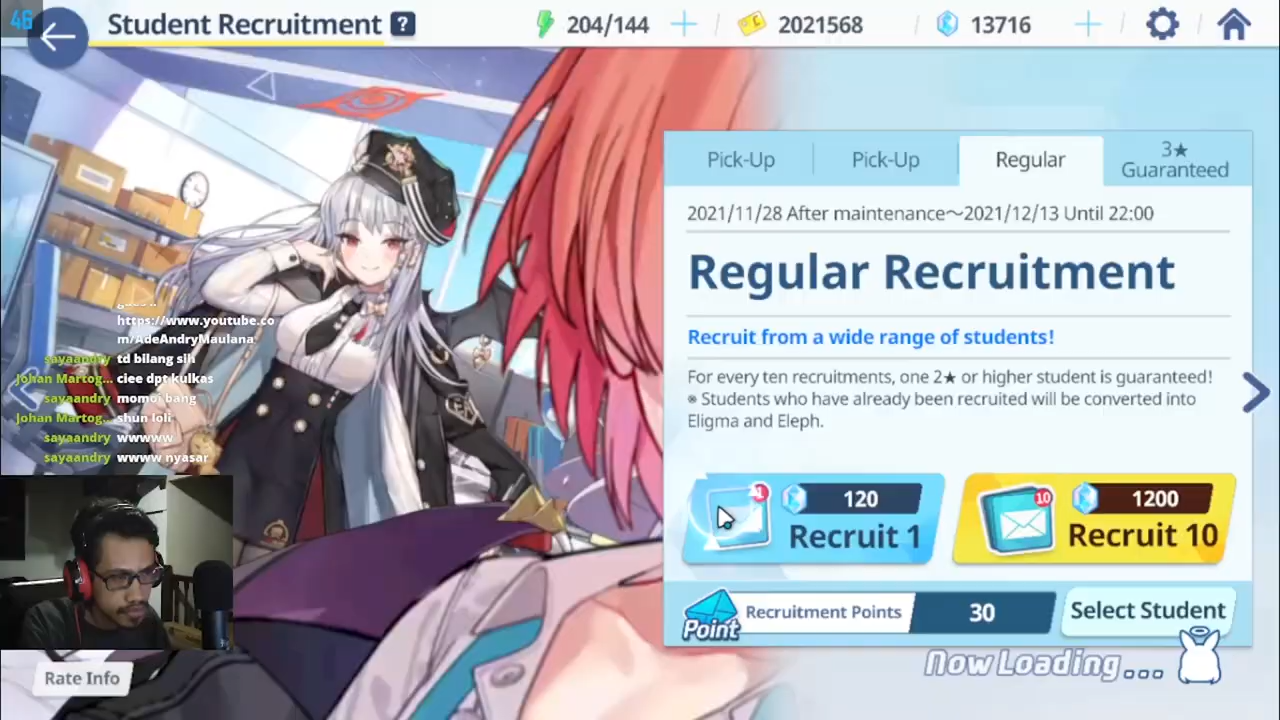 46
Student Recruitment ?
204/144
2021568
13716
Pick-Up
Pick-Up
Regular
3★
Guaranteed
2021/11/28 After maintenance～2021/12/13 Until 22:00
Regular Recruitment
Recruit from a wide range of students!
For every ten recruitments, one 2★ or higher student is guaranteed!
※ Students who have already been recruited will be converted into
Eligma and Eleph.
1
120
Recruit 1
10
1200
Recruit 10
Point
Recruitment Points
30
Select Student
Now Loading...
https://www.youtube.co
m/AdeAndryMaulana
sayaandry td bilang sih
Johan Martog... ciee dpt kulkas
sayaandry momoi bang
Johan Martog... shun loli
sayaandry wwwww
sayaandry wwww nyasar
Rate Info